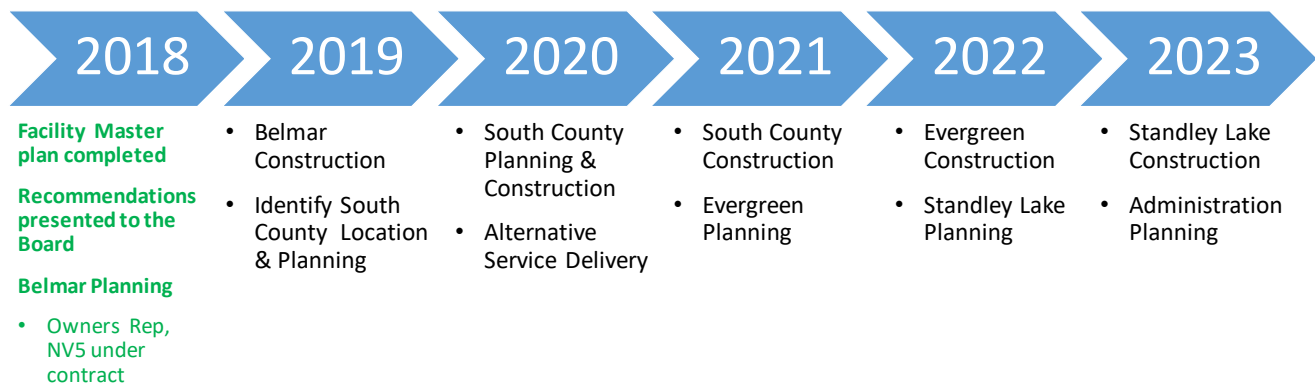 2018
2019
2020
2021
2022
2023
Facility Master
plan completed
Recommendations
presented to the
Board
Belmar Planning
• Owners Rep,
NV5 under
contract
• Belmar
Construction
• Identify South
County Location
& Planning
• South County
Planning &
Construction
• Alternative
Service Delivery
• South County
Construction
• Evergreen
Planning
• Evergreen
Construction
• Standley Lake
Planning
• Standley Lake
Construction
• Administration
Planning